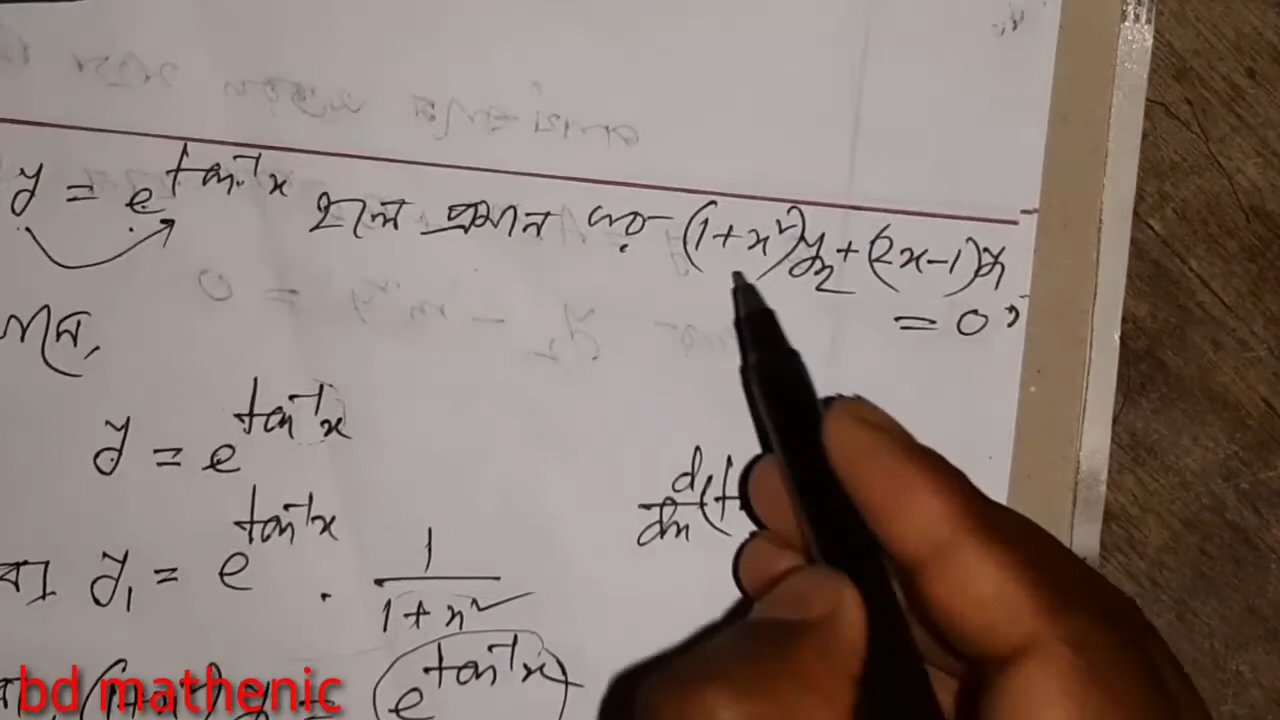 y = e^tan⁻¹x হলে প্রমাণ কর (1+x²)y₂+(2x-1)y₁
= 0
মনে,
y = e^tan⁻¹x
বা y₁ = e^tan⁻¹x . 1/(1+x²)
d/dx(t
e^tan⁻¹x
bd mathenic